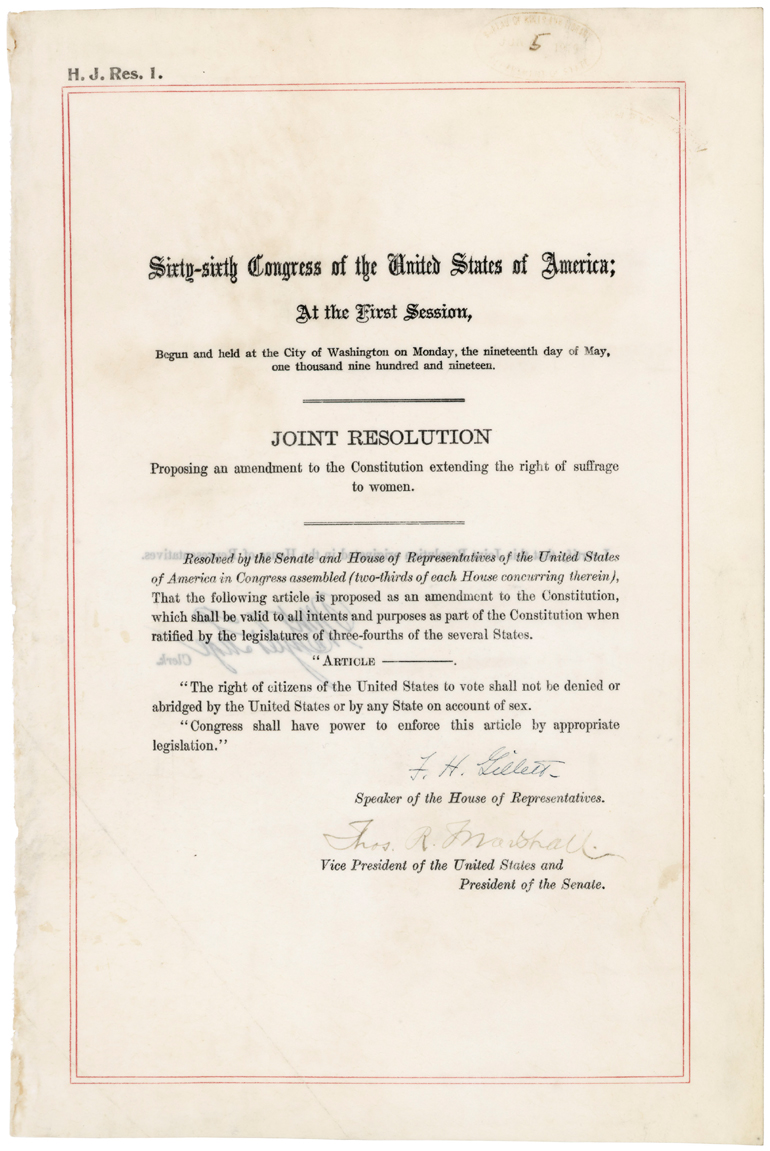 5
H. J. Res. 1.
Sixty-sixth Congress of the United States of America;
At the First Session,
Begun and held at the City of Washington on Monday, the nineteenth day of May,
one thousand nine hundred and nineteen.
JOINT RESOLUTION
Proposing an amendment to the Constitution extending the right of suffrage
to women.
Resolved by the Senate and House of Representatives of the United States
of America in Congress assembled (two-thirds of each House concurring therein),
That the following article is proposed as an amendment to the Constitution,
which shall be valid to all intents and purposes as part of the Constitution when
ratified by the legislatures of three-fourths of the several States.
"ARTICLE ———.
"The right of citizens of the United States to vote shall not be denied or
abridged by the United States or by any State on account of sex.
"Congress shall have power to enforce this article by appropriate
legislation."
F. H. Gillett
Speaker of the House of Representatives.
Thos. R. Marshall.
Vice President of the United States and
President of the Senate.